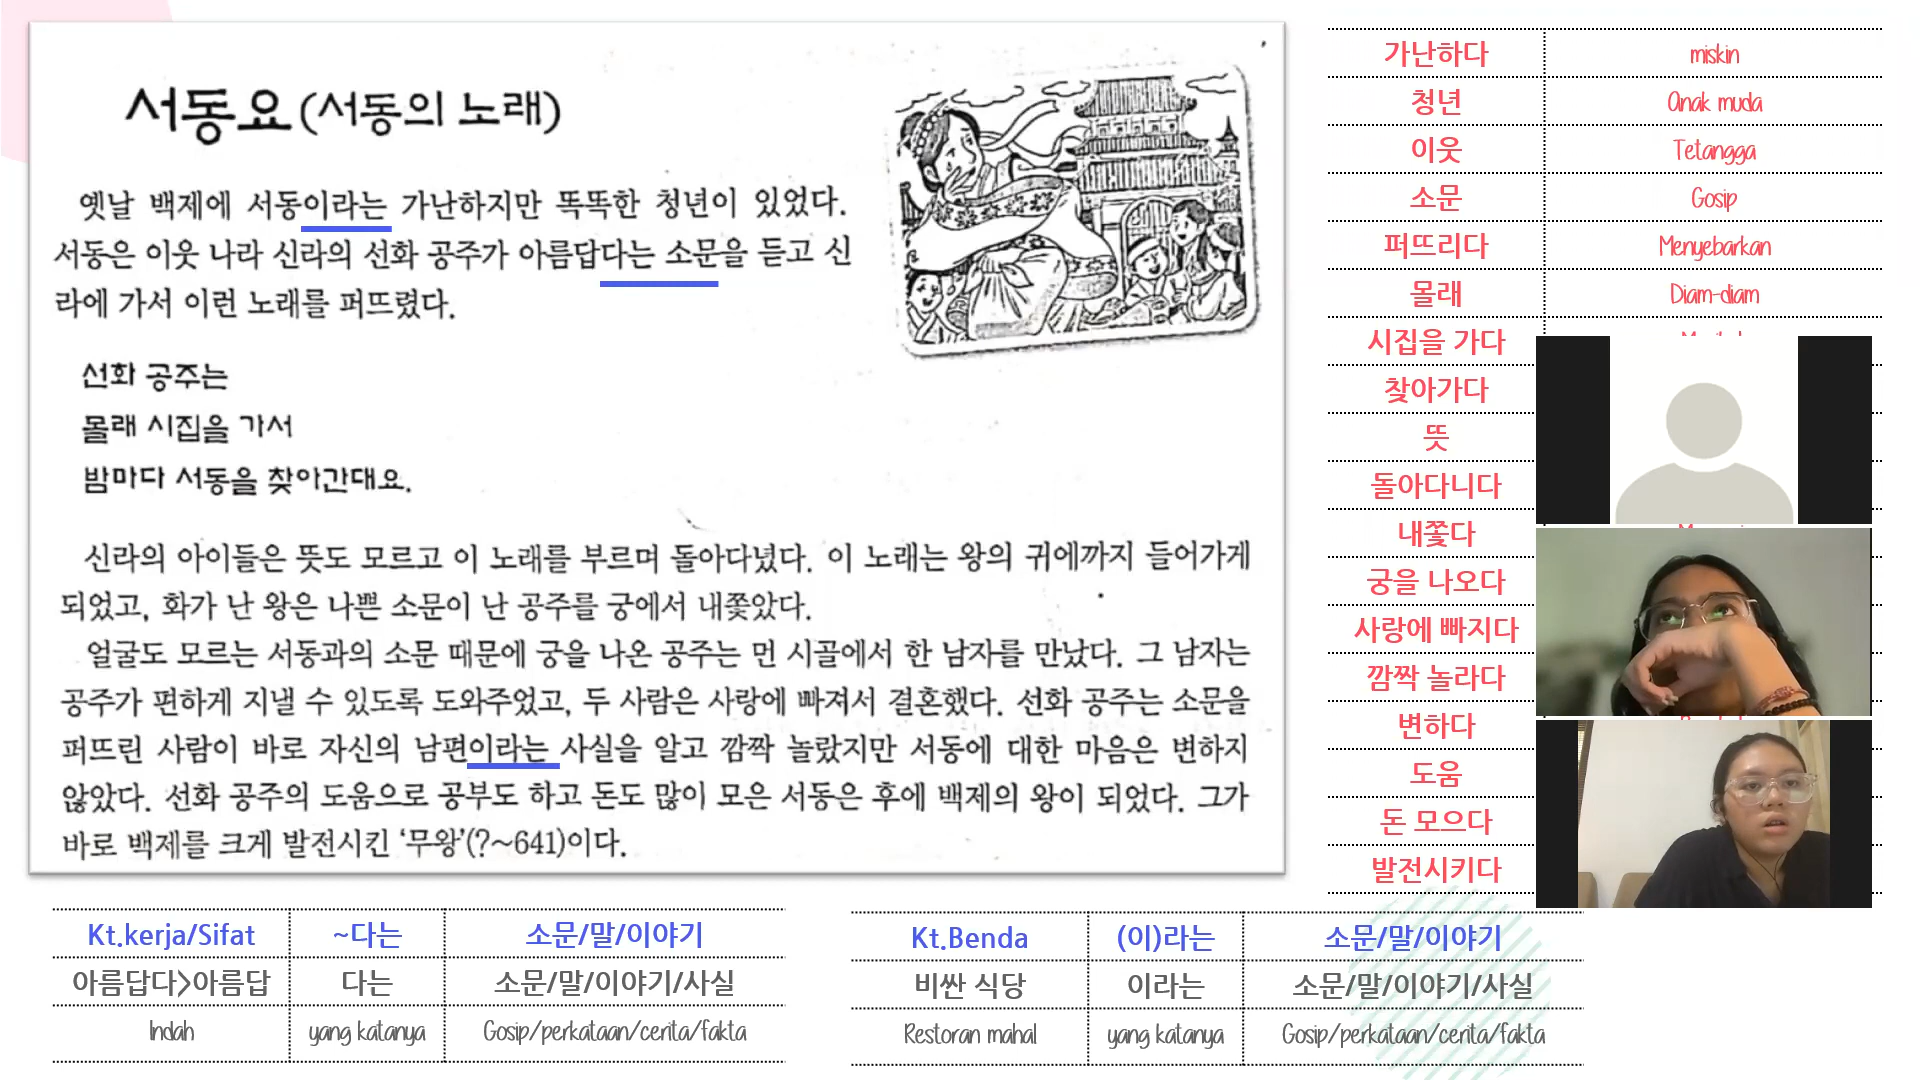 서동요(서동의 노래)
옛날 백제에 서동이라는 가난하지만 똑똑한 청년이 있었다.
서동은 이웃 나라 신라의 선화 공주가 아름답다는 소문을 듣고 신
라에 가서 이런 노래를 퍼뜨렸다.
선화 공주는
몰래 시집을 가서
밤마다 서동을 찾아간대요.
신라의 아이들은 뜻도 모르고 이 노래를 부르며 돌아다녔다. 이 노래는 왕의 귀에까지 들어가게
되었고, 화가 난 왕은 나쁜 소문이 난 공주를 궁에서 내쫓았다.
얼굴도 모르는 서동과의 소문 때문에 궁을 나온 공주는 먼 시골에서 한 남자를 만났다. 그 남자는
공주가 편하게 지낼 수 있도록 도와주었고, 두 사람은 사랑에 빠져서 결혼했다. 선화 공주는 소문을
퍼뜨린 사람이 바로 자신의 남편이라는 사실을 알고 깜짝 놀랐지만 서동에 대한 마음은 변하지
않았다. 선화 공주의 도움으로 공부도 하고 돈도 많이 모은 서동은 후에 백제의 왕이 되었다. 그가
바로 백제를 크게 발전시킨 ‘무왕’(?~641)이다.
가난하다 miskin
청년 Anak muda
이웃 Tetangga
소문 Gosip
퍼뜨리다 Menyebarkan
몰래 Diam-diam
시집을 가다
찾아가다
뜻
돌아다니다
내쫓다
궁을 나오다
사랑에 빠지다
깜짝 놀라다
변하다
도움
돈 모으다
발전시키다
Kt.kerja/Sifat ~다는 소문/말/이야기
아름답다>아름답 다는 소문/말/이야기/사실
Indah yang katanya Gosip/perkataan/cerita/fakta
Kt.Benda (이)라는 소문/말/이야기
비싼 식당 이라는 소문/말/이야기/사실
Restoran mahal yang katanya Gosip/perkataan/cerita/fakta